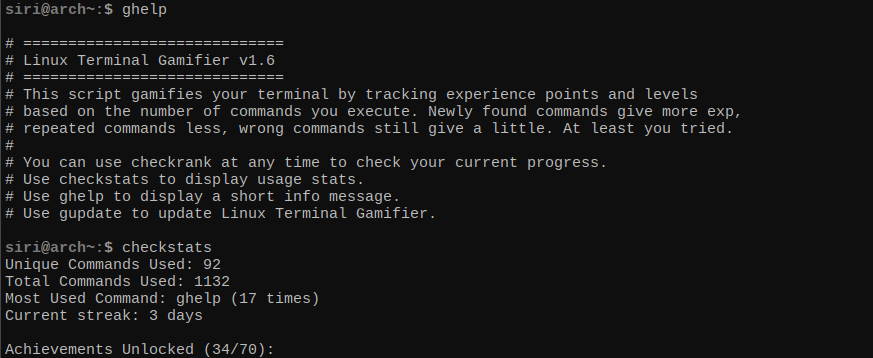 siri@arch~:$ ghelp
# =============================
# Linux Terminal Gamifier v1.6
# =============================
# This script gamifies your terminal by tracking experience points and levels
# based on the number of commands you execute. Newly found commands give more exp,
# repeated commands less, wrong commands still give a little. At least you tried.
#
# You can use checkrank at any time to check your current progress.
# Use checkstats to display usage stats.
# Use ghelp to display a short info message.
# Use gupdate to update Linux Terminal Gamifier.
siri@arch~:$ checkstats
Unique Commands Used: 92
Total Commands Used: 1132
Most Used Command: ghelp (17 times)
Current streak: 3 days
Achievements Unlocked (34/70):